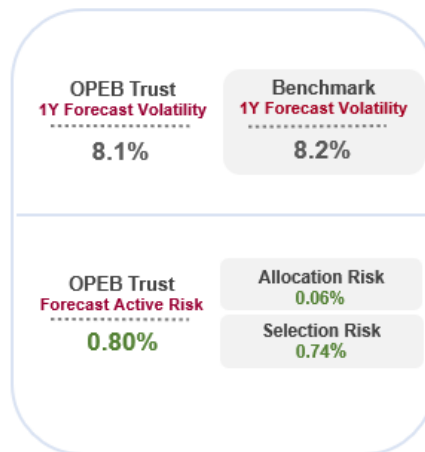 OPEB Trust
1Y Forecast Volatility
8.1%
Benchmark
1Y Forecast Volatility
8.2%
OPEB Trust
Forecast Active Risk
0.80%
Allocation Risk
0.06%
Selection Risk
0.74%